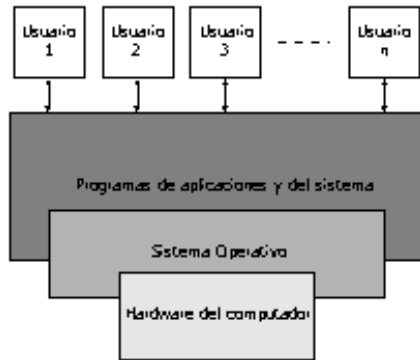 Usuario
1
Usuario
2
Usuario
3
Usuario
n
Programas de aplicaciones y del sistema
Sistema Operativo
Hardware del computador